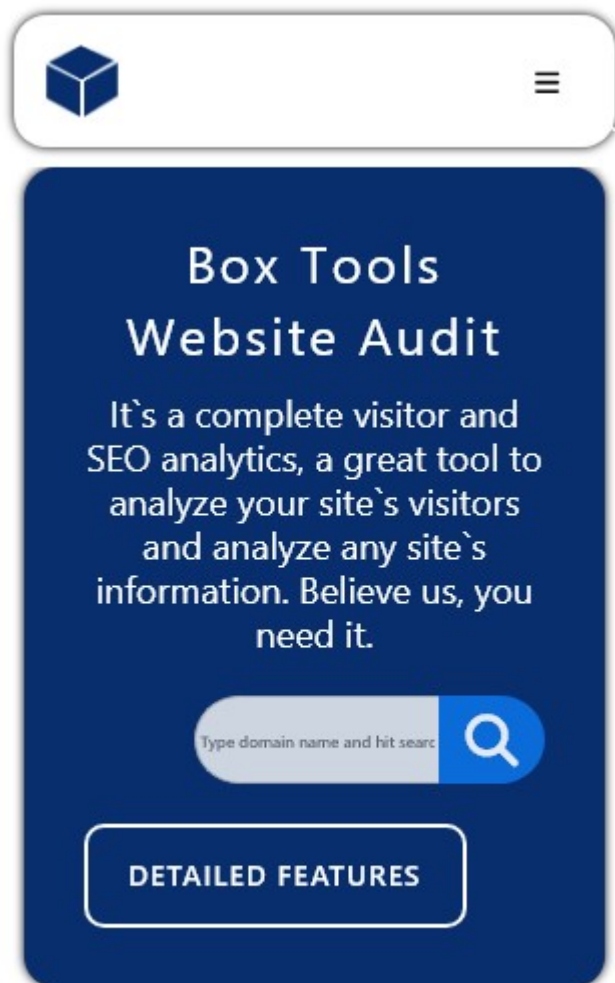 Box Tools
Website Audit
It`s a complete visitor and
SEO analytics, a great tool to
analyze your site`s visitors
and analyze any site`s
information. Believe us, you
need it.
Type domain name and hit searc
DETAILED FEATURES